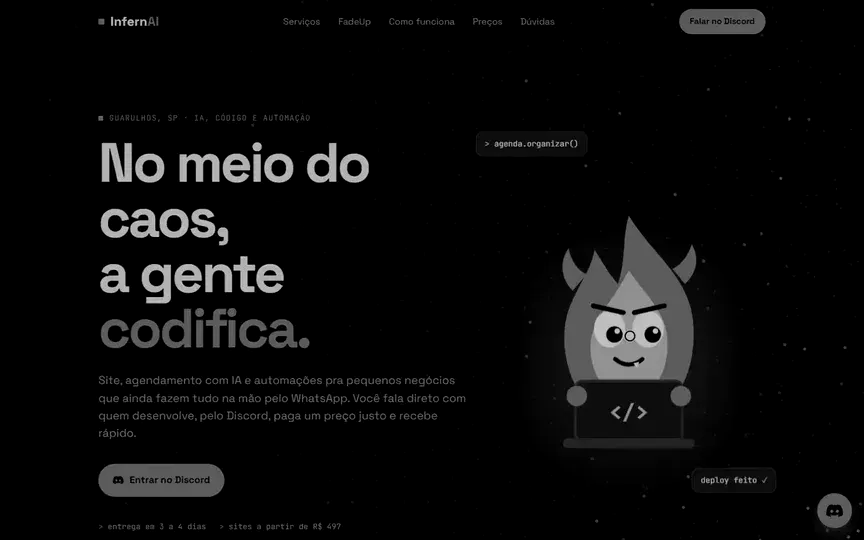 InfernAI
Serviços FadeUp Como funciona Preços Dúvidas
Falar no Discord
GUARULHOS, SP · IA, CÓDIGO E AUTOMAÇÃO
No meio do
caos,
a gente
codifica.
Site, agendamento com IA e automações pra pequenos negócios
que ainda fazem tudo na mão pelo WhatsApp. Você fala direto com
quem desenvolve, pelo Discord, paga um preço justo e recebe
rápido.
Entrar no Discord
> entrega em 3 a 4 dias > sites a partir de R$ 497
> agenda.organizar()
</>
deploy feito ✓